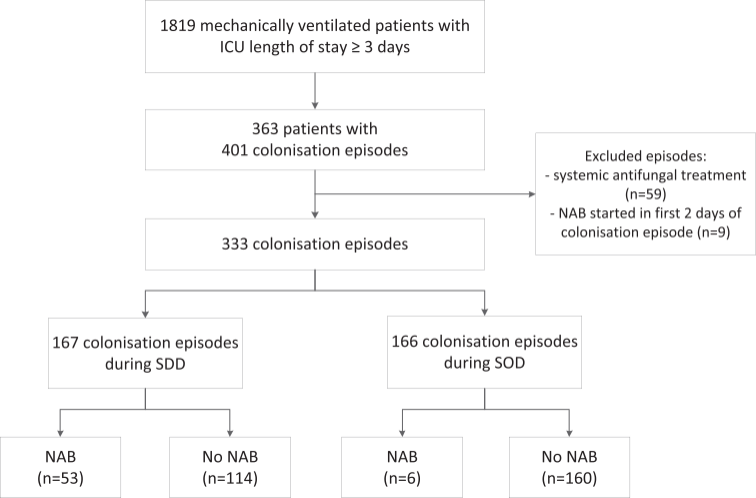 1819 mechanically ventilated patients with
ICU length of stay ≥ 3 days
363 patients with
401 colonisation episodes
Excluded episodes:
- systemic antifungal treatment
(n=59)
- NAB started in first 2 days of
colonisation episode (n=9)
333 colonisation episodes
167 colonisation episodes
during SDD
166 colonisation episodes
during SOD
NAB
(n=53)
No NAB
(n=114)
NAB
(n=6)
No NAB
(n=160)